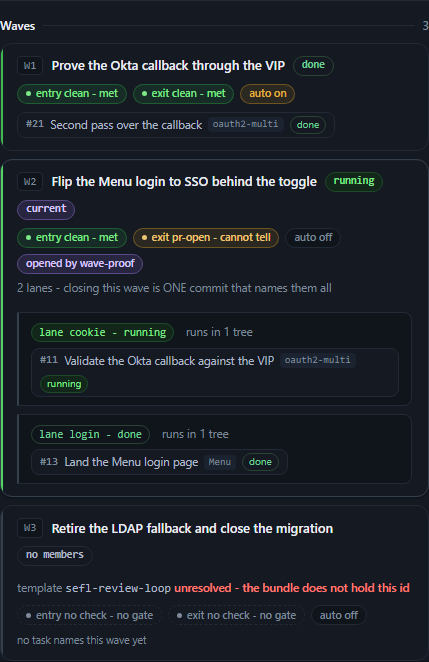 Waves 3
W1 Prove the Okta callback through the VIP done
entry clean - met exit clean - met auto on
#21 Second pass over the callback oauth2-multi done
W2 Flip the Menu login to SSO behind the toggle running
current
entry clean - met exit pr-open - cannot tell auto off
opened by wave-proof
2 lanes - closing this wave is ONE commit that names them all
lane cookie - running runs in 1 tree
#11 Validate the Okta callback against the VIP oauth2-multi
running
lane login - done runs in 1 tree
#13 Land the Menu login page Menu done
W3 Retire the LDAP fallback and close the migration
no members
template sefl-review-loop unresolved - the bundle does not hold this id
entry no check - no gate exit no check - no gate auto off
no task names this wave yet